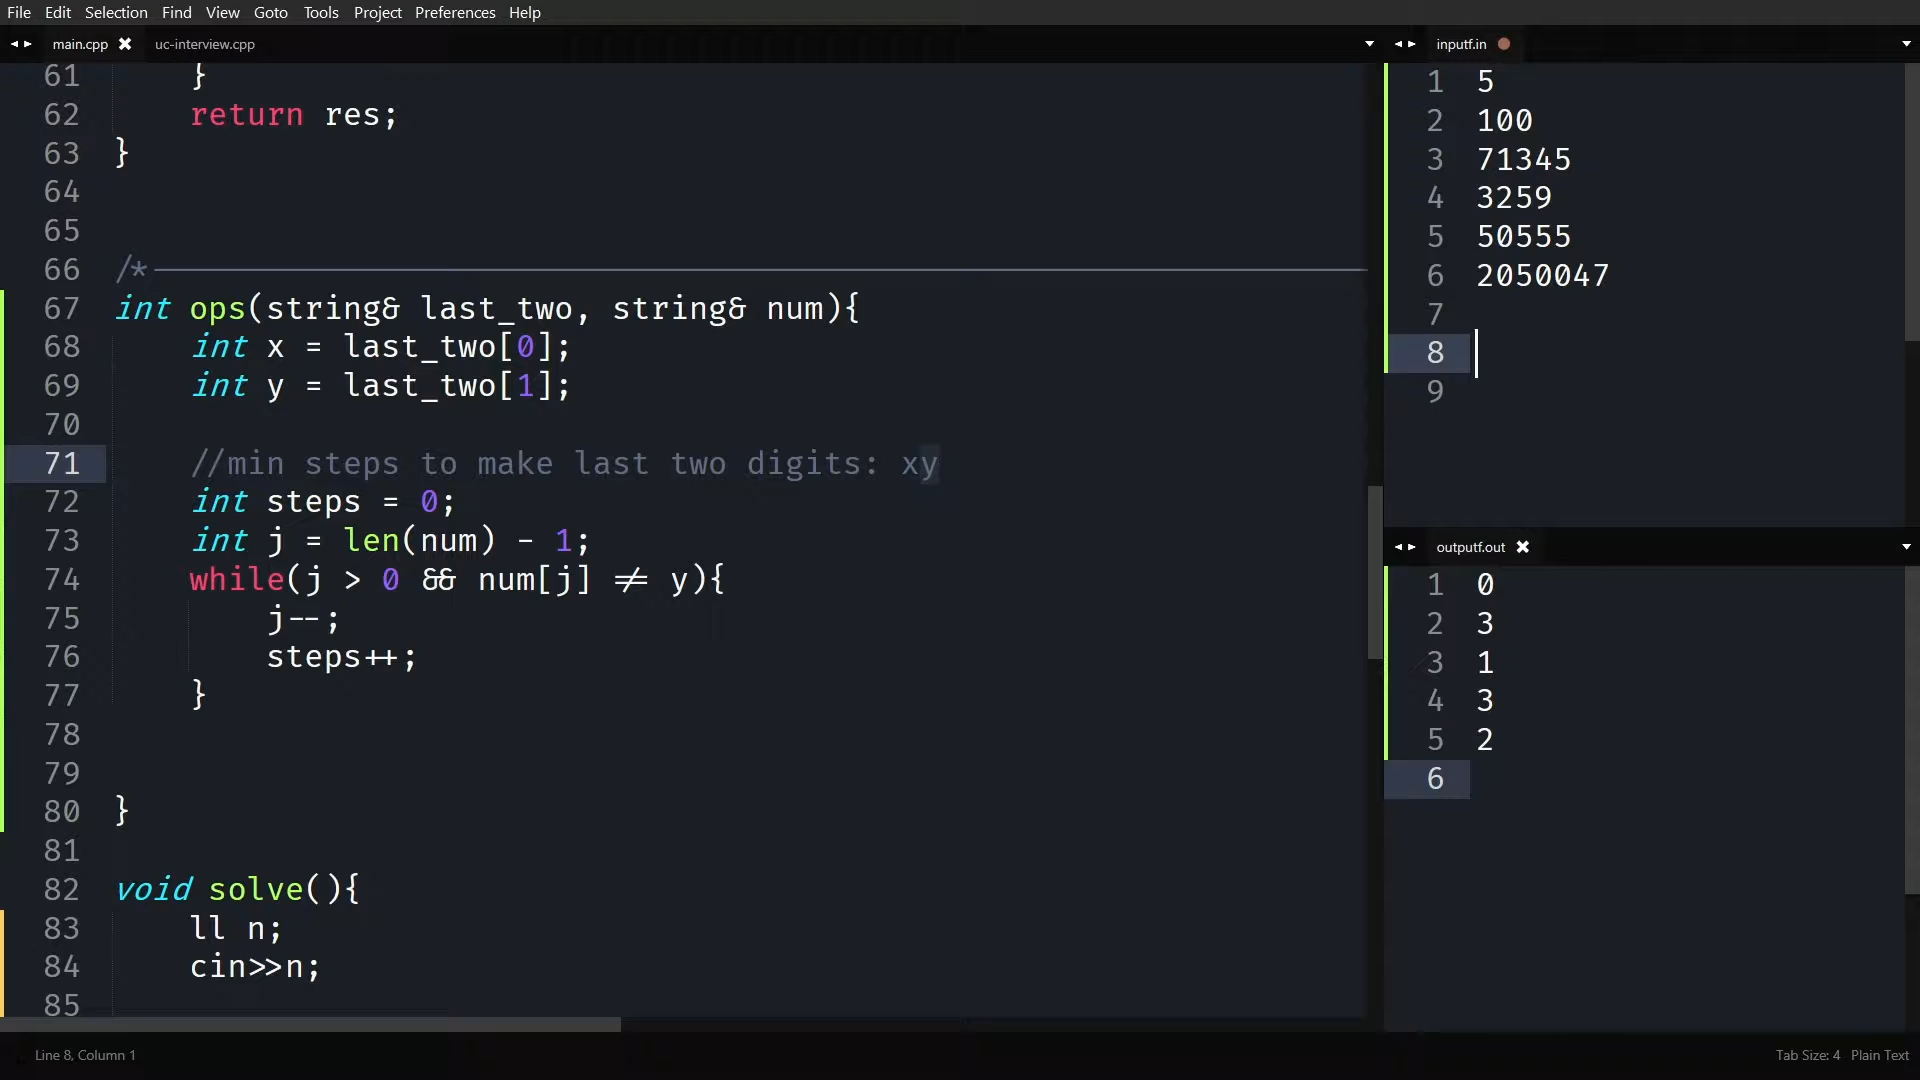 File Edit Selection Find View Goto Tools Project Preferences Help
main.cpp uc-interview.cpp
61 }
62 return res;
63 }
64
65
66 /*
67 int ops(string& last_two, string& num){
68 int x = last_two[0];
69 int y = last_two[1];
70
71 //min steps to make last two digits: xy
72 int steps = 0;
73 int j = len(num) - 1;
74 while(j > 0 && num[j] != y){
75 j--;
76 steps++;
77 }
78
79
80 }
81
82 void solve(){
83 ll n;
84 cin>>n;
85
inputf.in
1 5
2 100
3 71345
4 3259
5 50555
6 2050047
7
8
9
outputf.out
1 0
2 3
3 1
4 3
5 2
6
Line 8, Column 1
Tab Size: 4 Plain Text